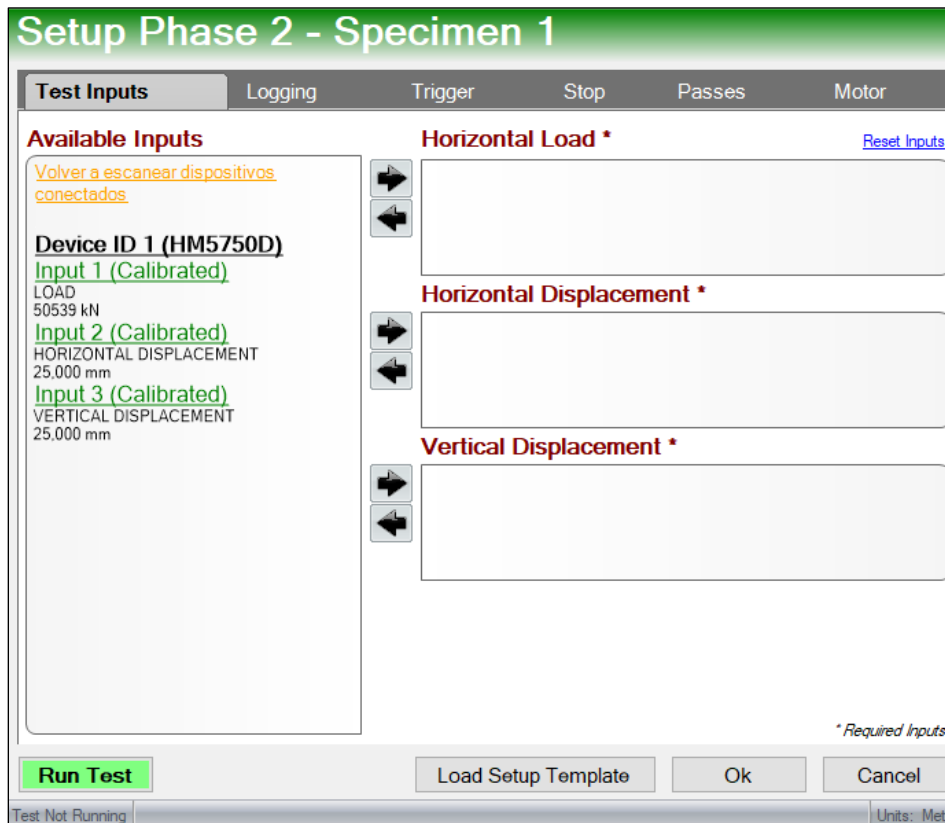 Setup Phase 2 - Specimen 1
Test Inputs Logging Trigger Stop Passes Motor
Available Inputs
Volver a escanear dispositivos
conectados
Device ID 1 (HM5750D)
Input 1 (Calibrated)
LOAD
50539 kN
Input 2 (Calibrated)
HORIZONTAL DISPLACEMENT
25,000 mm
Input 3 (Calibrated)
VERTICAL DISPLACEMENT
25,000 mm
Horizontal Load *
Reset Inputs
Horizontal Displacement *
Vertical Displacement *
* Required Inputs
Run Test Load Setup Template Ok Cancel
Test Not Running Units: Met